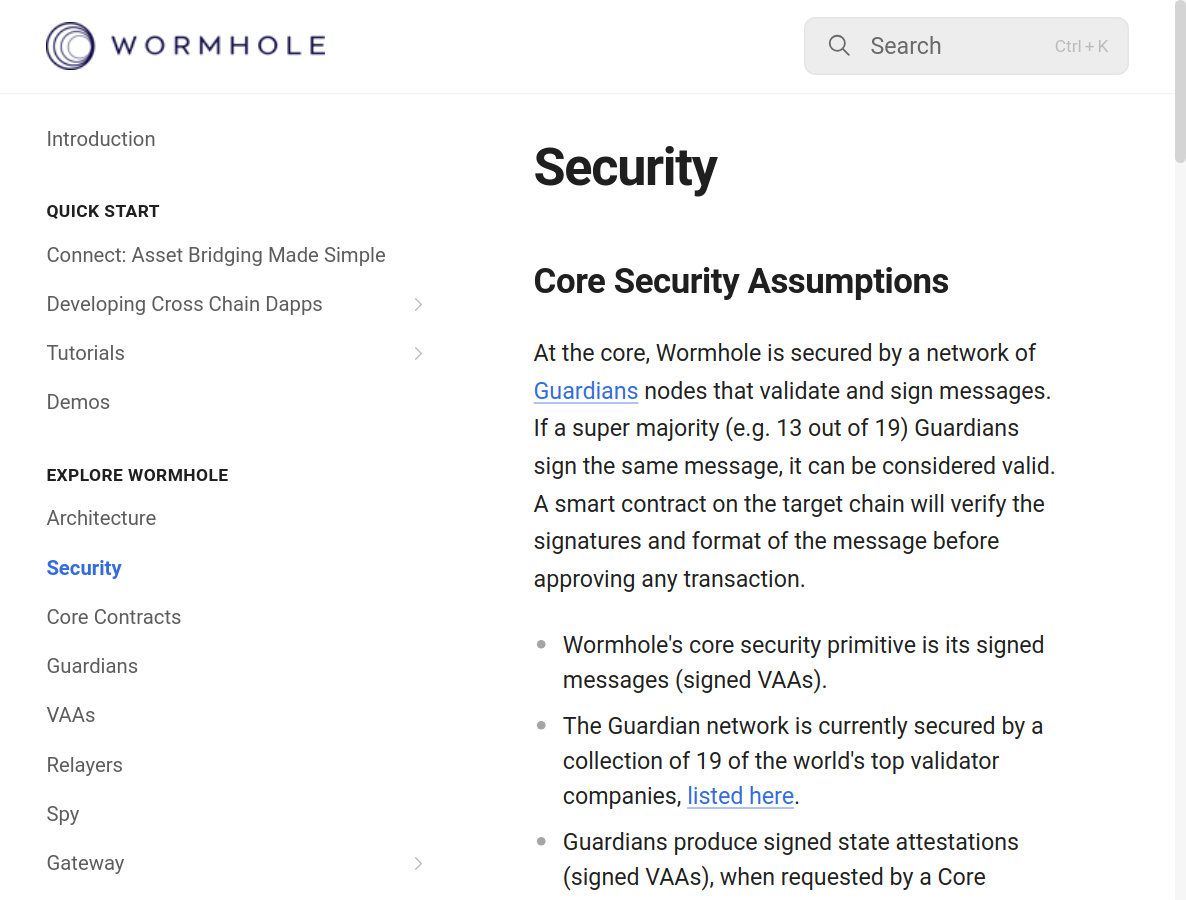 WORMHOLE
Search
Ctrl + K
Introduction
QUICK START
Connect: Asset Bridging Made Simple
Developing Cross Chain Dapps
Tutorials
Demos
EXPLORE WORMHOLE
Architecture
Security
Core Contracts
Guardians
VAAs
Relayers
Spy
Gateway
Security
Core Security Assumptions
At the core, Wormhole is secured by a network of
Guardians nodes that validate and sign messages.
If a super majority (e.g. 13 out of 19) Guardians
sign the same message, it can be considered valid.
A smart contract on the target chain will verify the
signatures and format of the message before
approving any transaction.
Wormhole's core security primitive is its signed
messages (signed VAAs).
The Guardian network is currently secured by a
collection of 19 of the world's top validator
companies, listed here.
Guardians produce signed state attestations
(signed VAAs), when requested by a Core